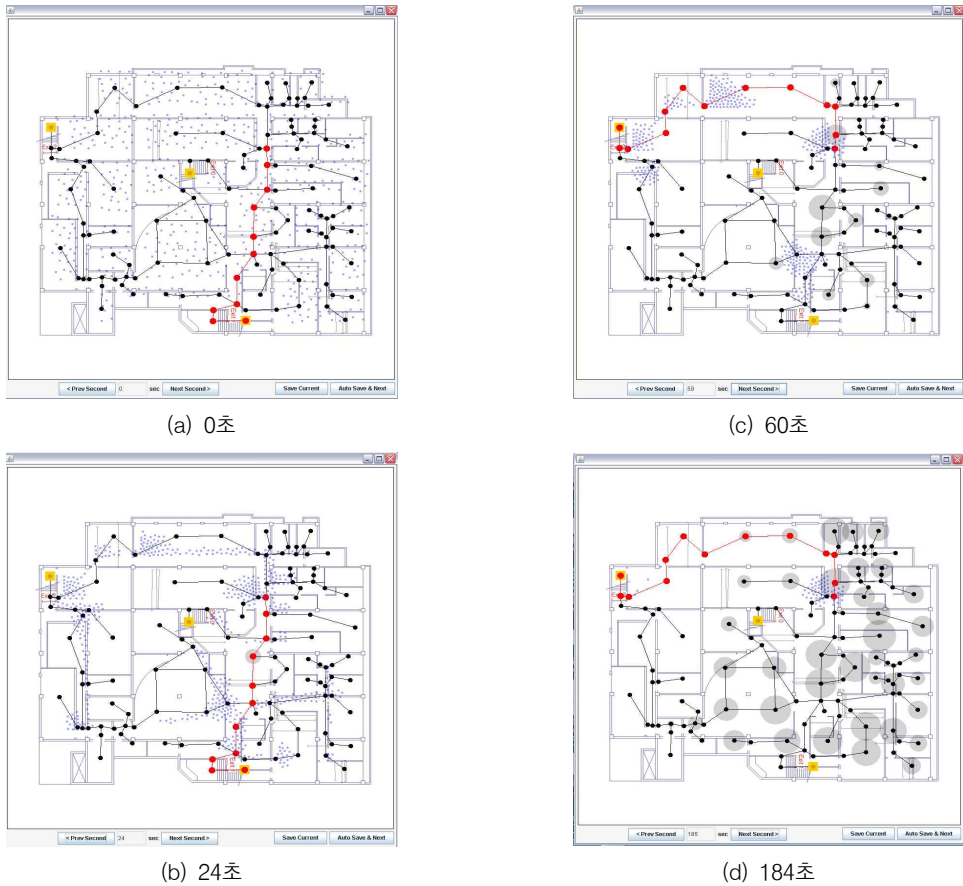 < Prev Second 0 sec Next Second > Save Current Auto Save & Next
(a) 0초
< Prev Second 59 sec Next Second > Save Current Auto Save & Next
(c) 60초
< Prev Second 24 sec Next Second > Save Current Auto Save & Next
(b) 24초
< Prev Second 185 sec Next Second > Save Current Auto Save & Next
(d) 184초